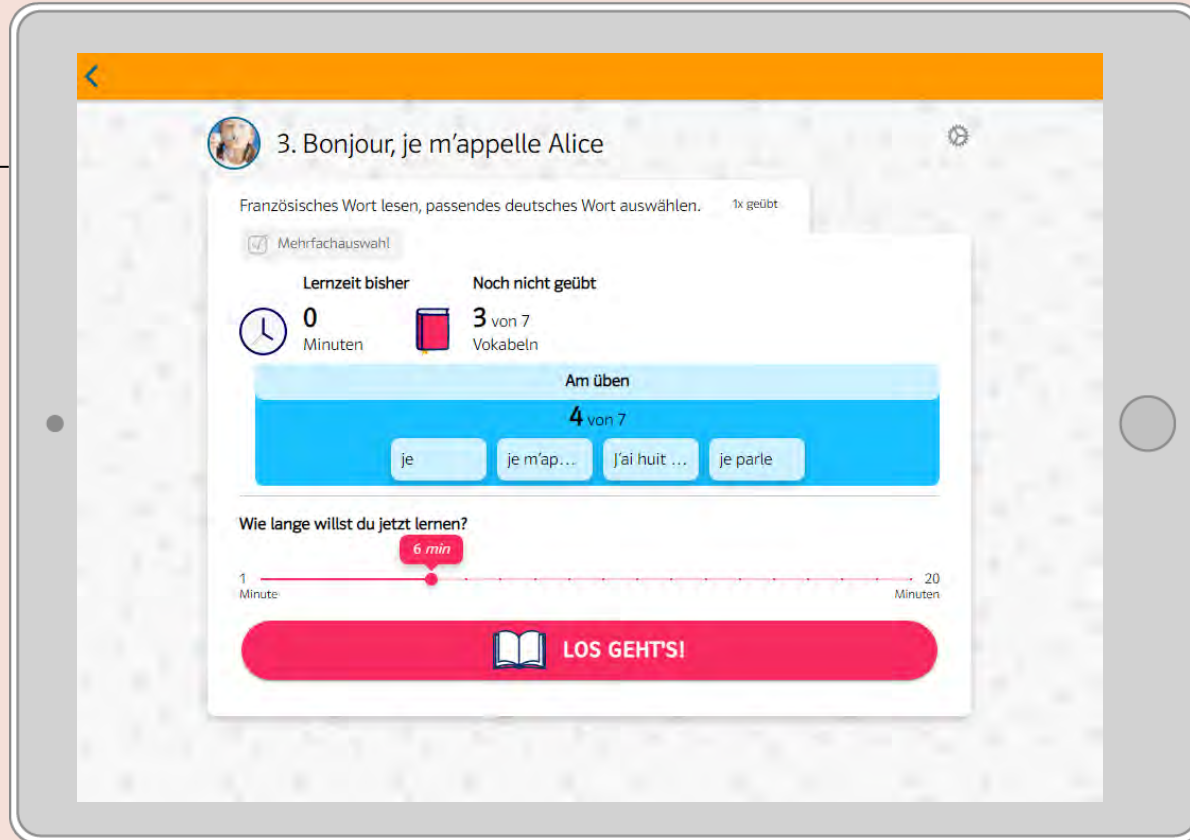 3. Bonjour, je m'appelle Alice
Französisches Wort lesen, passendes deutsches Wort auswählen. 1x geübt
Mehrfachauswahl
Lernzeit bisher
0
Minuten
Noch nicht geübt
3 von 7
Vokabeln
Am üben
4 von 7
je
je m'ap...
J'ai huit ...
je parle
Wie lange willst du jetzt lernen?
6 min
1
Minute
20
Minuten
LOS GEHT'S!